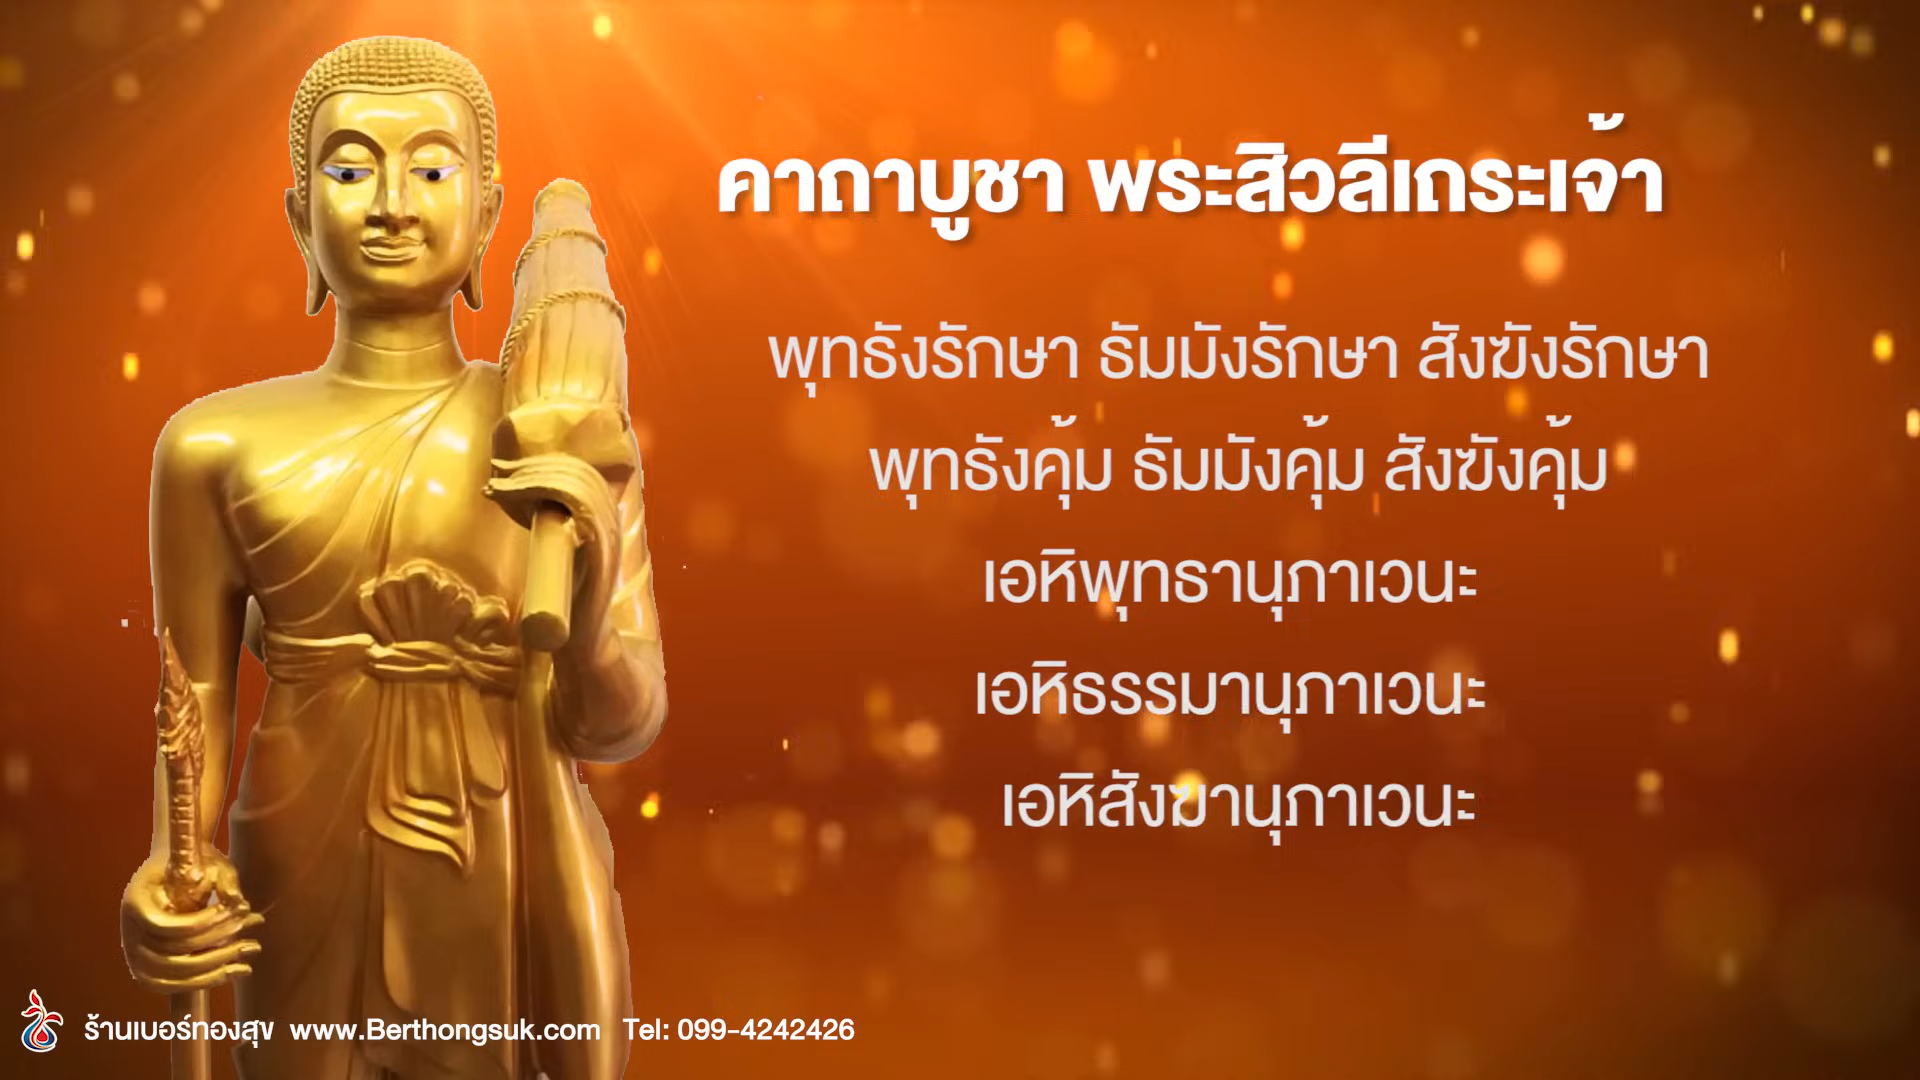 คาถาบูชา พระสิวลีเถระเจ้า
พุทธังรักษา ธัมมังรักษา สังฆังรักษา
พุทธังคุ้ม ธัมมังคุ้ม สังฆังคุ้ม
เอหิพุทธานุภาเวนะ
เอหิธรรมานุภาเวนะ
เอหิสังฆานุภาเวนะ
ร้านเบอร์ทองสุข www.Berthongsuk.com Tel: 099-4242426